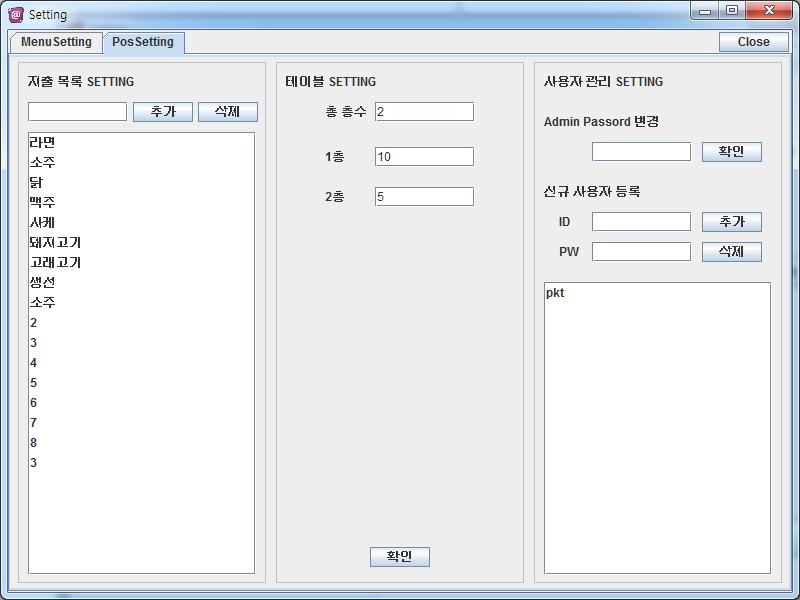 Setting
MenuSetting PosSetting Close
지출 목록 SETTING
추가 삭제
라면
소주
닭
맥주
사케
돼지고기
고래고기
생선
소주
2
3
4
5
6
7
8
3
테이블 SETTING
총 층수 2
1층 10
2층 5
확인
사용자관리 SETTING
Admin Passord 변경
확인
신규 사용자 등록
ID 추가
PW 삭제
pkt